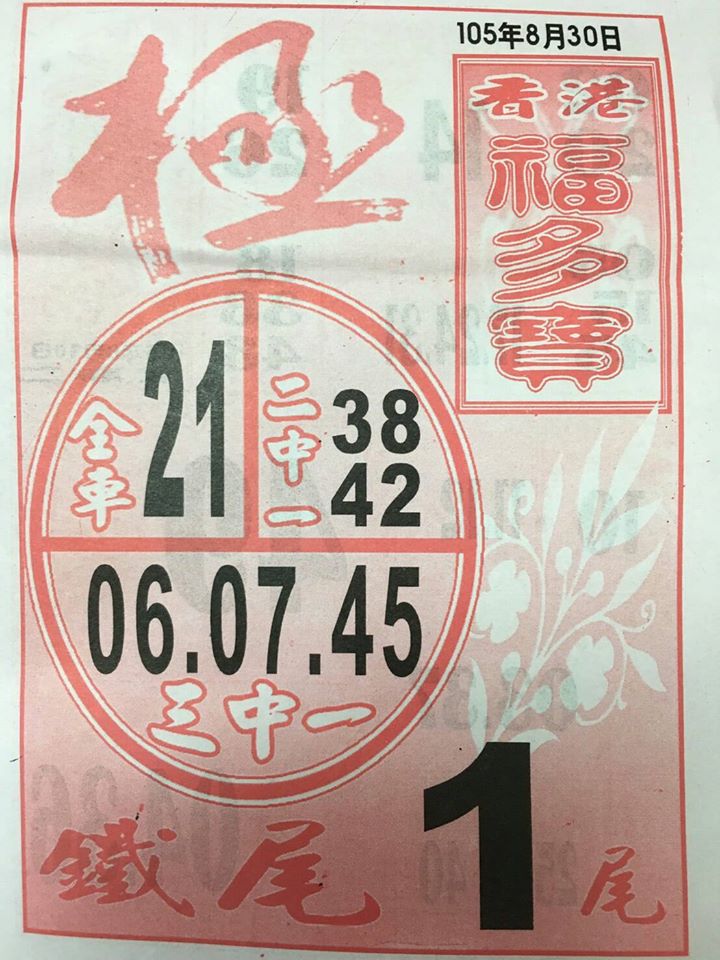 105年8月30日
極
香港
福多寶
全車
21
二中一
38
42
06.07.45
三中一
鐵尾
1尾